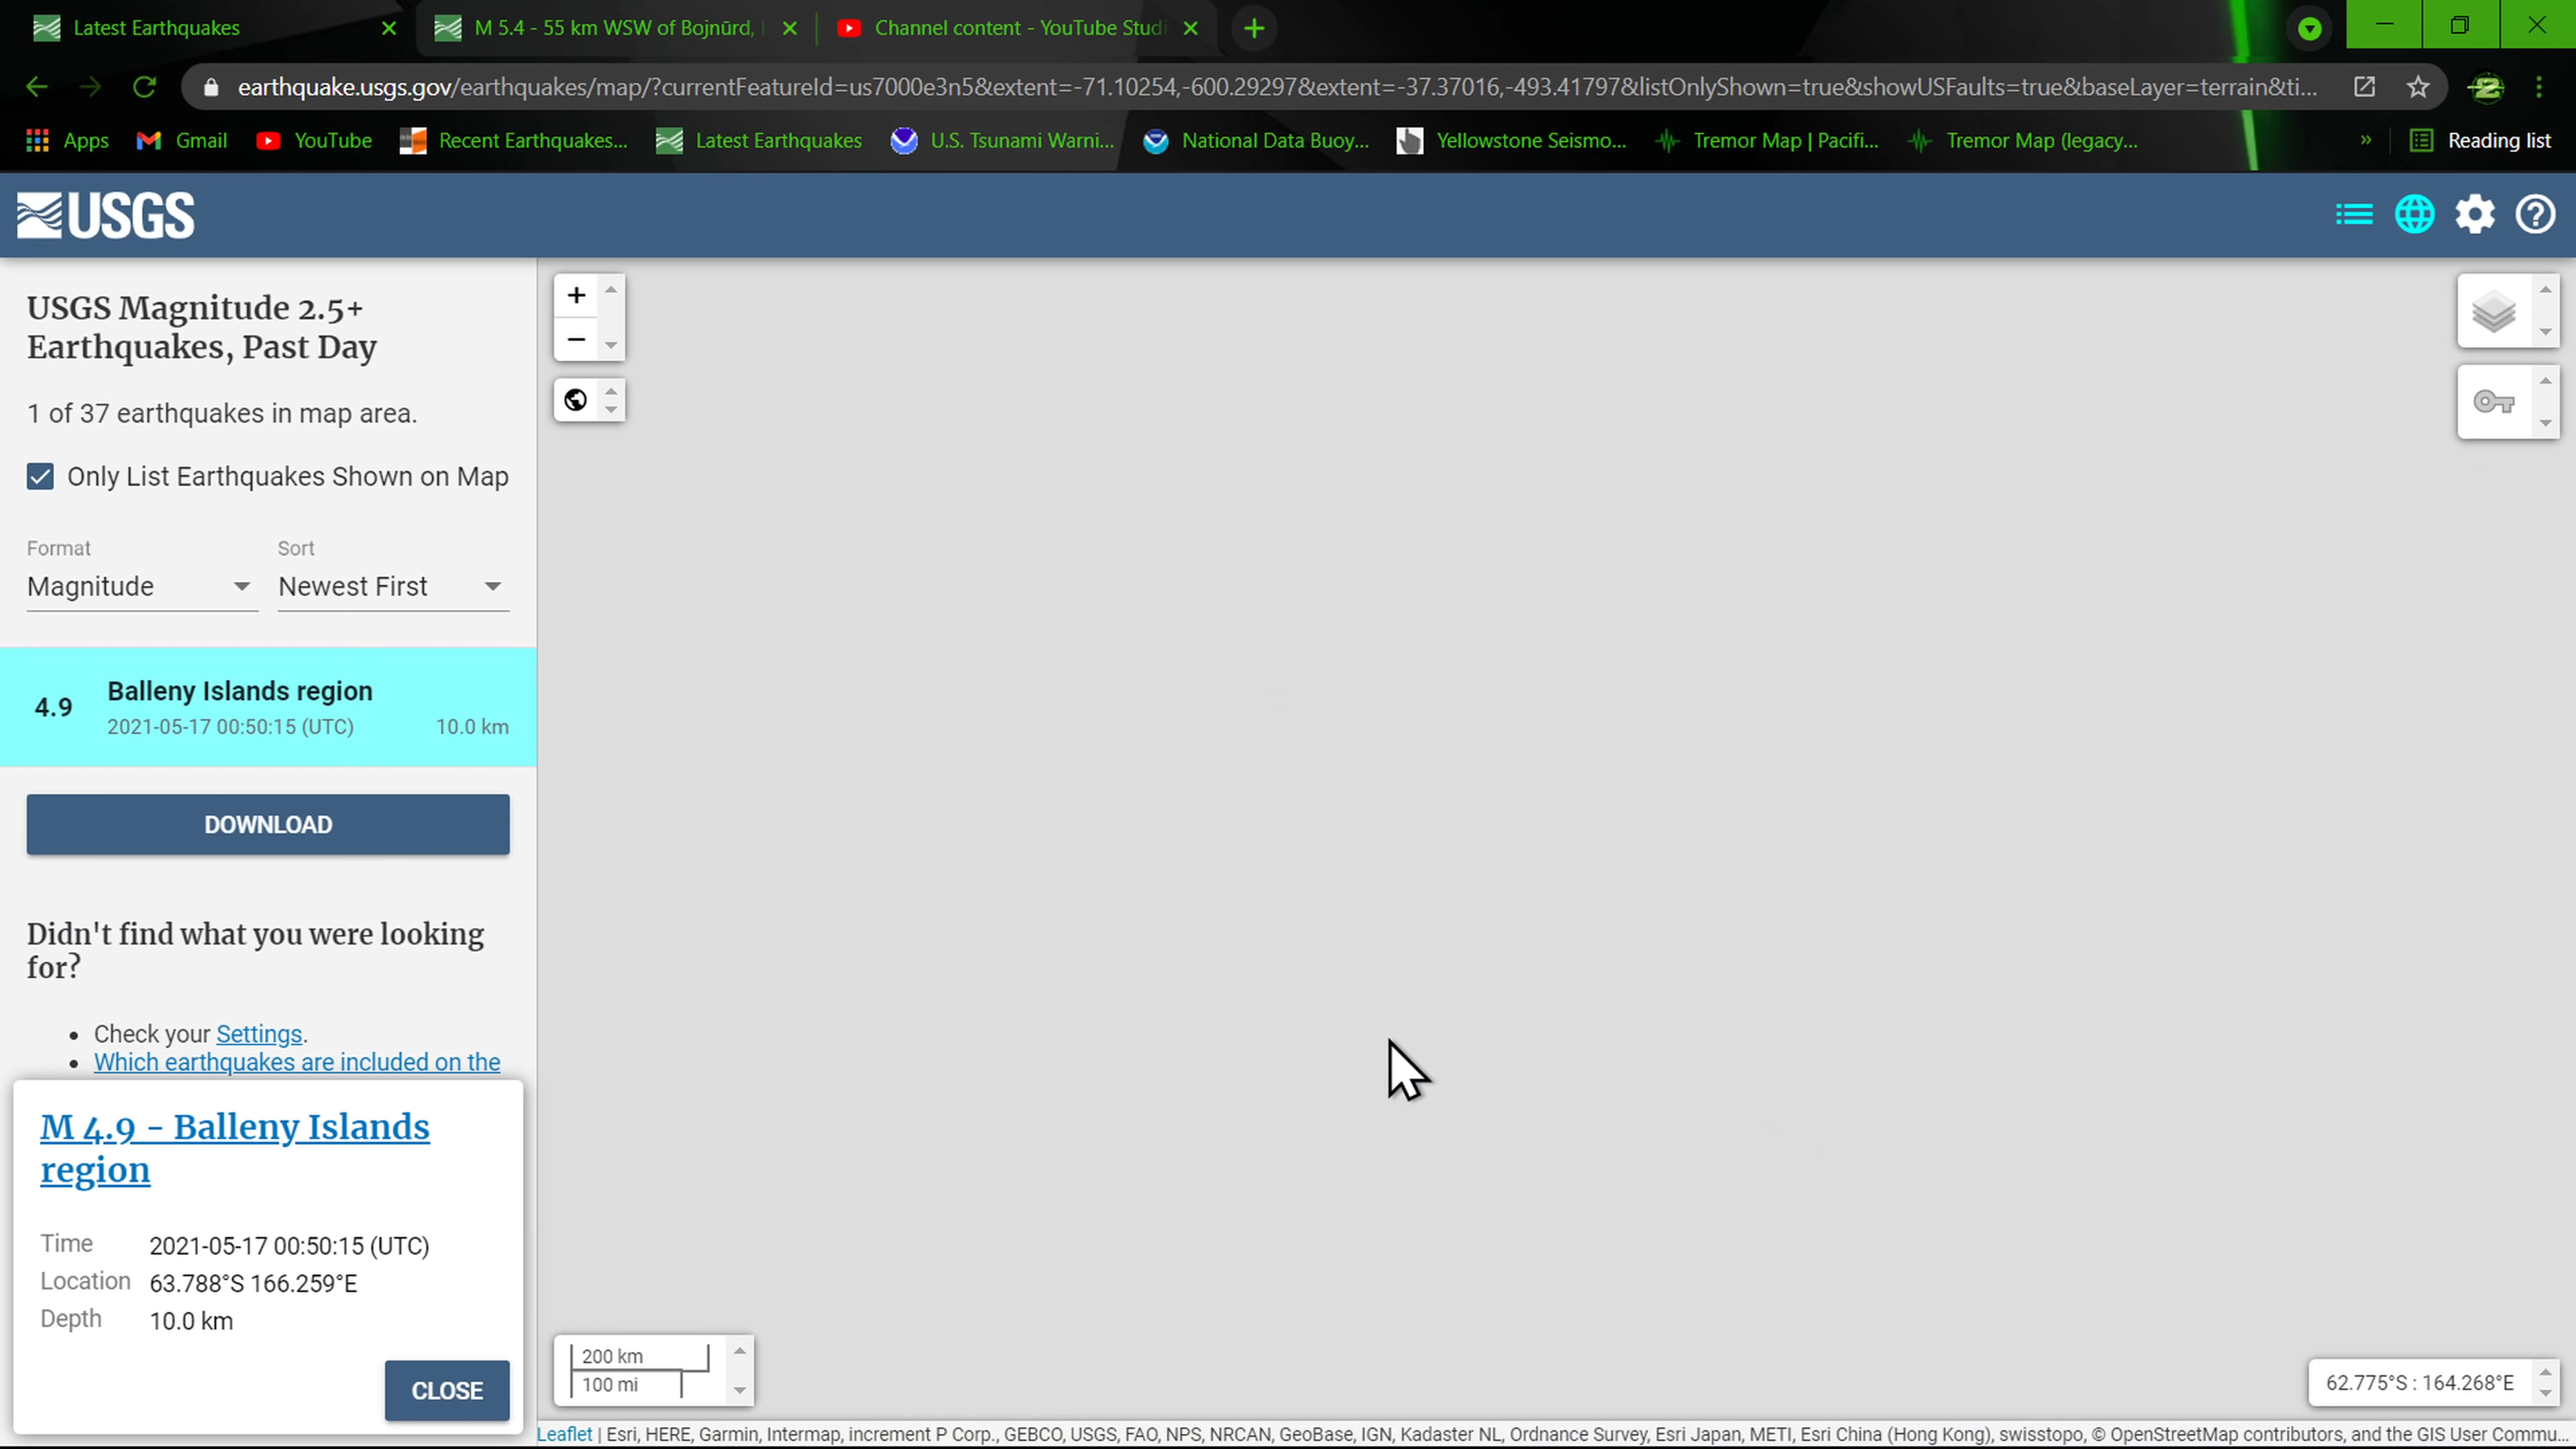 Latest Earthquakes
M 5.4 - 55 km WSW of Bojnūrd,
Channel content - YouTube Studi
earthquake.usgs.gov/earthquakes/map/?currentFeatureId=us7000e3n5&extent=-71.10254,-600.29297&extent=-37.37016,-493.41797&listOnlyShown=true&showUSFaults=true&baseLayer=terrain&ti...
Apps
Gmail
YouTube
Recent Earthquakes...
Latest Earthquakes
U.S. Tsunami Warni...
National Data Buoy...
Yellowstone Seismo...
Tremor Map | Pacifi...
Tremor Map (legacy...
»
Reading list
USGS
USGS Magnitude 2.5+
Earthquakes, Past Day
1 of 37 earthquakes in map area.
Only List Earthquakes Shown on Map
Format
Sort
Magnitude
Newest First
4.9
Balleny Islands region
2021-05-17 00:50:15 (UTC)
10.0 km
DOWNLOAD
Didn't find what you were looking
for?
• Check your Settings.
• Which earthquakes are included on the
M 4.9 - Balleny Islands
region
Time 2021-05-17 00:50:15 (UTC)
Location 63.788°S 166.259°E
Depth 10.0 km
CLOSE
+
−
200 km
100 mi
62.775°S : 164.268°E
Leaflet | Esri, HERE, Garmin, Intermap, increment P Corp., GEBCO, USGS, FAO, NPS, NRCAN, GeoBase, IGN, Kadaster NL, Ordnance Survey, Esri Japan, METI, Esri China (Hong Kong), swisstopo, © OpenStreetMap contributors, and the GIS User Commu...